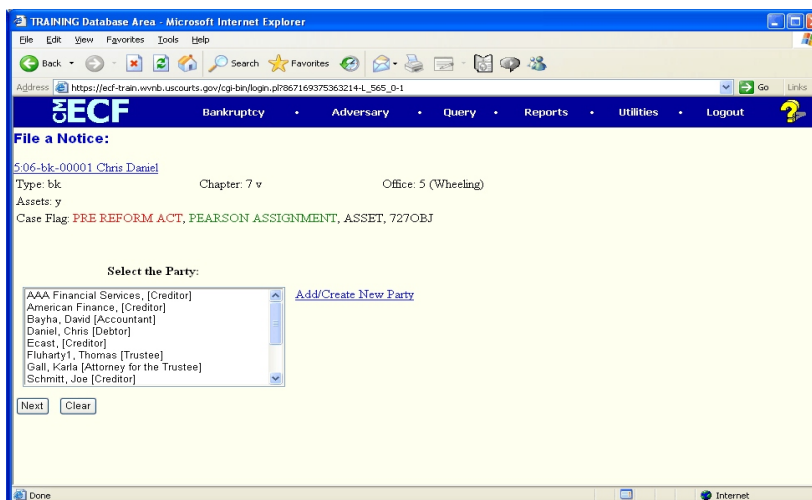 TRAINING Database Area - Microsoft Internet Explorer
File Edit View Favorites Tools Help
Back Search Favorites
Address https://ecf-train.wvnb.uscourts.gov/cgi-bin/login.pl?867169375363214-L_565_0-1 Go Links
CM ECF Bankruptcy • Adversary • Query • Reports • Utilities • Logout ?
File a Notice:
5:06-bk-00001 Chris Daniel
Type: bk Chapter: 7 v Office: 5 (Wheeling)
Assets: y
Case Flag: PRE REFORM ACT, PEARSON ASSIGNMENT, ASSET, 727OBJ
Select the Party:
AAA Financial Services, [Creditor] Add/Create New Party
American Finance, [Creditor]
Bayha, David [Accountant]
Daniel, Chris [Debtor]
Ecast, [Creditor]
Fluharty1, Thomas [Trustee]
Gall, Karla [Attorney for the Trustee]
Schmitt, Joe [Creditor]
Next Clear
Done Internet